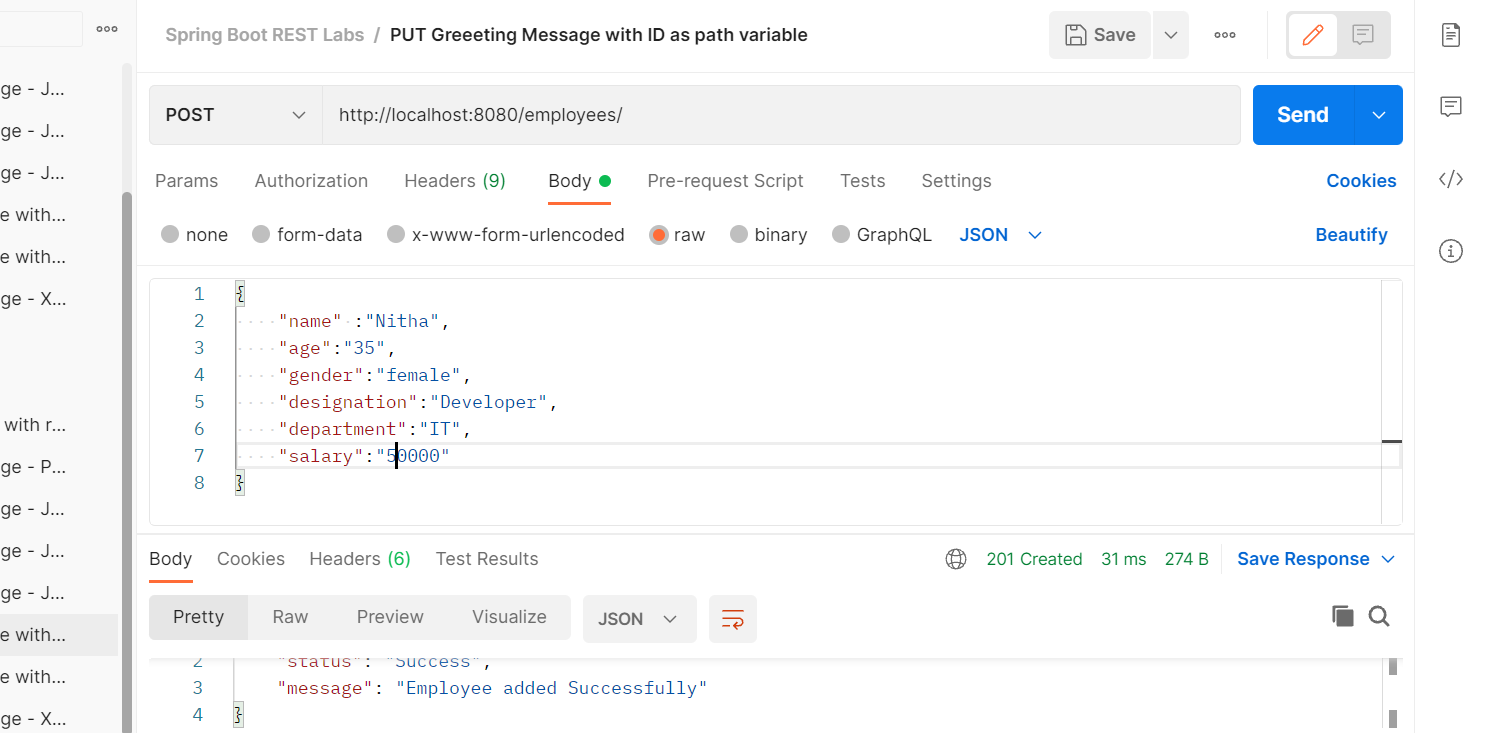 Spring Boot REST Labs / PUT Greeeting Message with ID as path variable
Save
POST
http://localhost:8080/employees/
Send
Params Authorization Headers (9) Body Pre-request Script Tests Settings Cookies
none form-data x-www-form-urlencoded raw binary GraphQL JSON Beautify
1 {
2 "name" :"Nitha",
3 "age":"35",
4 "gender":"female",
5 "designation":"Developer",
6 "department":"IT",
7 "salary":"50000"
8 }
Body Cookies Headers (6) Test Results 201 Created 31 ms 274 B Save Response
Pretty Raw Preview Visualize JSON
2 "status": "Success",
3 "message": "Employee added Successfully"
4 }
ge - J...
ge - J...
ge - J...
e with...
e with...
ge - X...
with r...
ge - P...
ge - J...
ge - J...
ge - J...
e with...
e with...
ge - X...